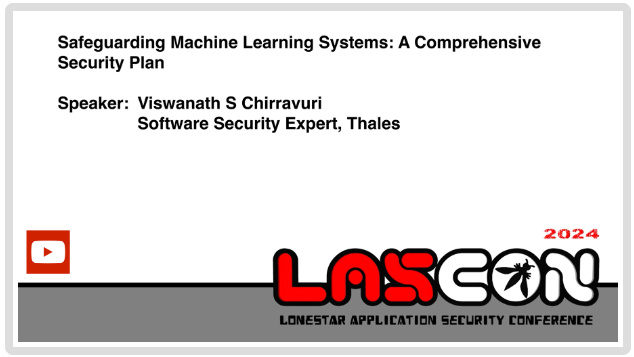 Safeguarding Machine Learning Systems: A Comprehensive
Security Plan
Speaker: Viswanath S Chirravuri
Software Security Expert, Thales
2024
LASCON
LONESTAR APPLICATION SECURITY CONFERENCE